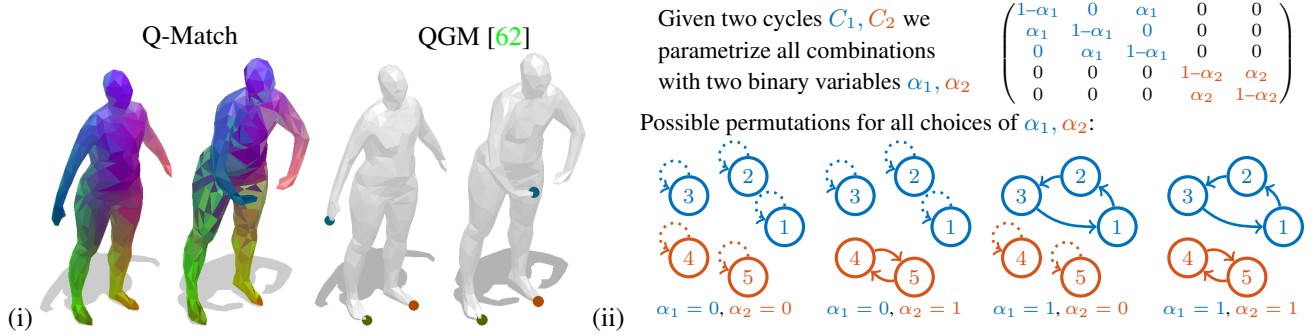 Q-Match
QGM [62]
(i)
Given two cycles C₁, C₂ we
parametrize all combinations
with two binary variables α₁, α₂
1–α₁ 0 α₁ 0 0
α₁ 1–α₁ 0 0 0
0 α₁ 1–α₁ 0 0
0 0 0 1–α₂ α₂
0 0 0 α₂ 1–α₂
Possible permutations for all choices of α₁, α₂:
3 2 1 4 5
α₁ = 0, α₂ = 0
3 2 1 4 5
α₁ = 0, α₂ = 1
3 2 1 4 5
α₁ = 1, α₂ = 0
3 2 1 4 5
α₁ = 1, α₂ = 1
(ii)